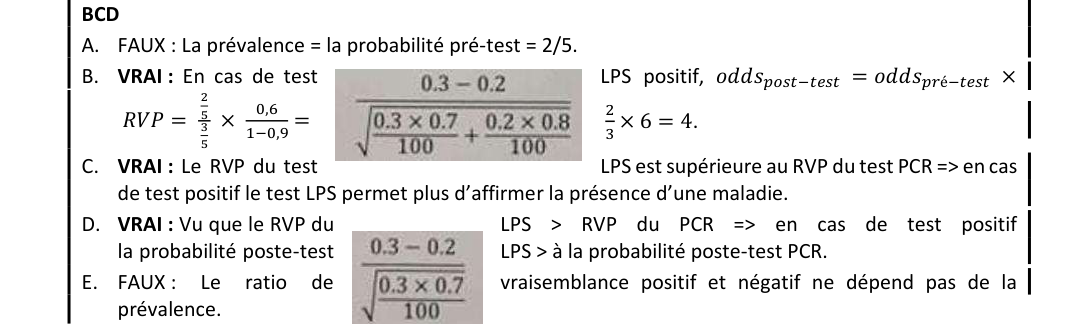 BCD
A. FAUX : La prévalence = la probabilité pré-test = 2/5.
B. VRAI : En cas de test LPS positif, odds_{post-test} = odds_{pré-test} ×
RVP = (2/5)/(3/5) × 0,6/(1−0,9) = 2/3 × 6 = 4.
(0.3 − 0.2)/√((0.3 × 0.7)/100 + (0.2 × 0.8)/100)
C. VRAI : Le RVP du test LPS est supérieure au RVP du test PCR => en cas
de test positif le test LPS permet plus d’affirmer la présence d’une maladie.
D. VRAI : Vu que le RVP du LPS > RVP du PCR => en cas de test positif
la probabilité poste-test LPS > à la probabilité poste-test PCR.
(0.3 − 0.2)/√((0.3 × 0.7)/100)
E. FAUX : Le ratio de vraisemblance positif et négatif ne dépend pas de la
prévalence.